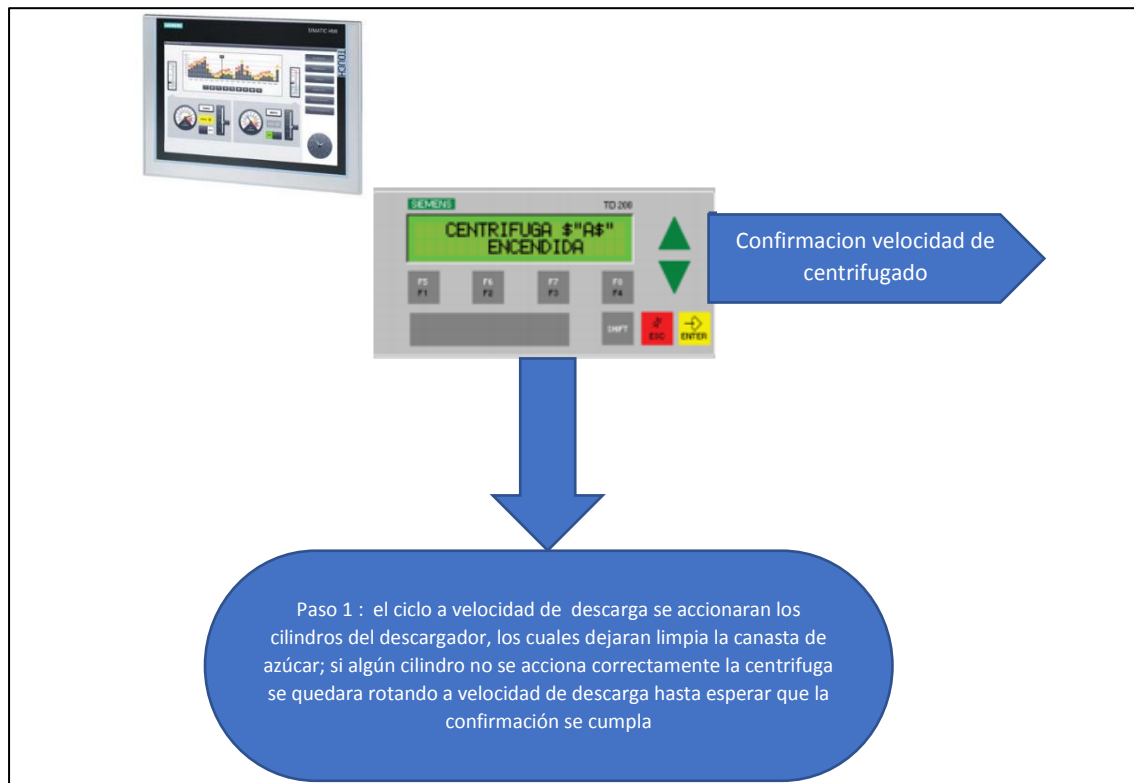 SIEMENS
SIMATIC HMI
SIEMENS
TD 200
CENTRIFUGA $"A$"
ENCENDIDA
F5 F6 F7 F8
F1 F2 F3 F4
SHIFT ESC ENTER
Confirmacion velocidad de
centrifugado
Paso 1 : el ciclo a velocidad de descarga se accionaran los
cilindros del descargador, los cuales dejaran limpia la canasta de
azúcar; si algún cilindro no se acciona correctamente la centrifuga
se quedara rotando a velocidad de descarga hasta esperar que la
confirmación se cumpla